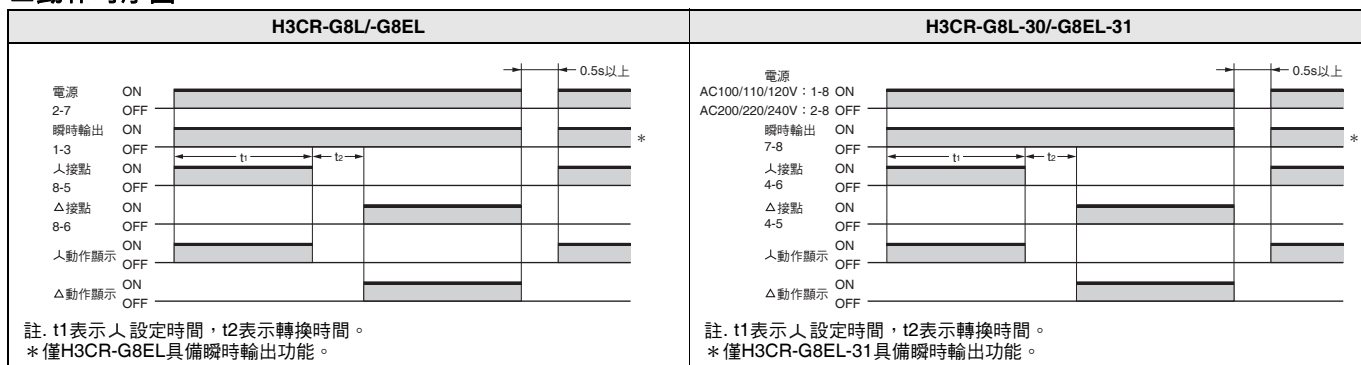 H3CR-G8L/-G8EL
0.5s以上
電源 ON
2-7 OFF
瞬時輸出 ON
1-3 OFF
*
t1 t2
人接點 ON
8-5 OFF
△接點 ON
8-6 OFF
人動作顯示 ON
OFF
△動作顯示 ON
OFF
註. t1表示人設定時間,t2表示轉換時間。
*僅H3CR-G8EL具備瞬時輸出功能。
H3CR-G8L-30/-G8EL-31
0.5s以上
電源
AC100/110/120V:1-8 ON
AC200/220/240V:2-8 OFF
瞬時輸出 ON
7-8 OFF
*
t1 t2
人接點 ON
4-6 OFF
△接點 ON
4-5 OFF
人動作顯示 ON
OFF
△動作顯示 ON
OFF
註. t1表示人設定時間,t2表示轉換時間。
*僅H3CR-G8EL-31具備瞬時輸出功能。